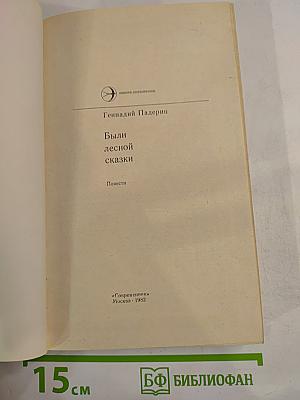 Геннадий Падерин
Были
лесной
сказки
Повести
«Современник»
Москва · 1982
15 см
БФ БИБЛИОФАН